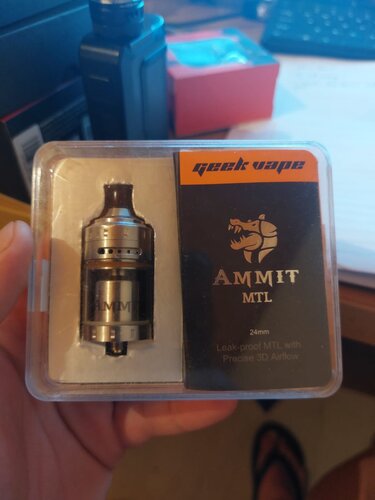 geek vape
AMMIT
MTL
24mm
Leak-proof MTL with
Precise 3D Airflow
AMMIT